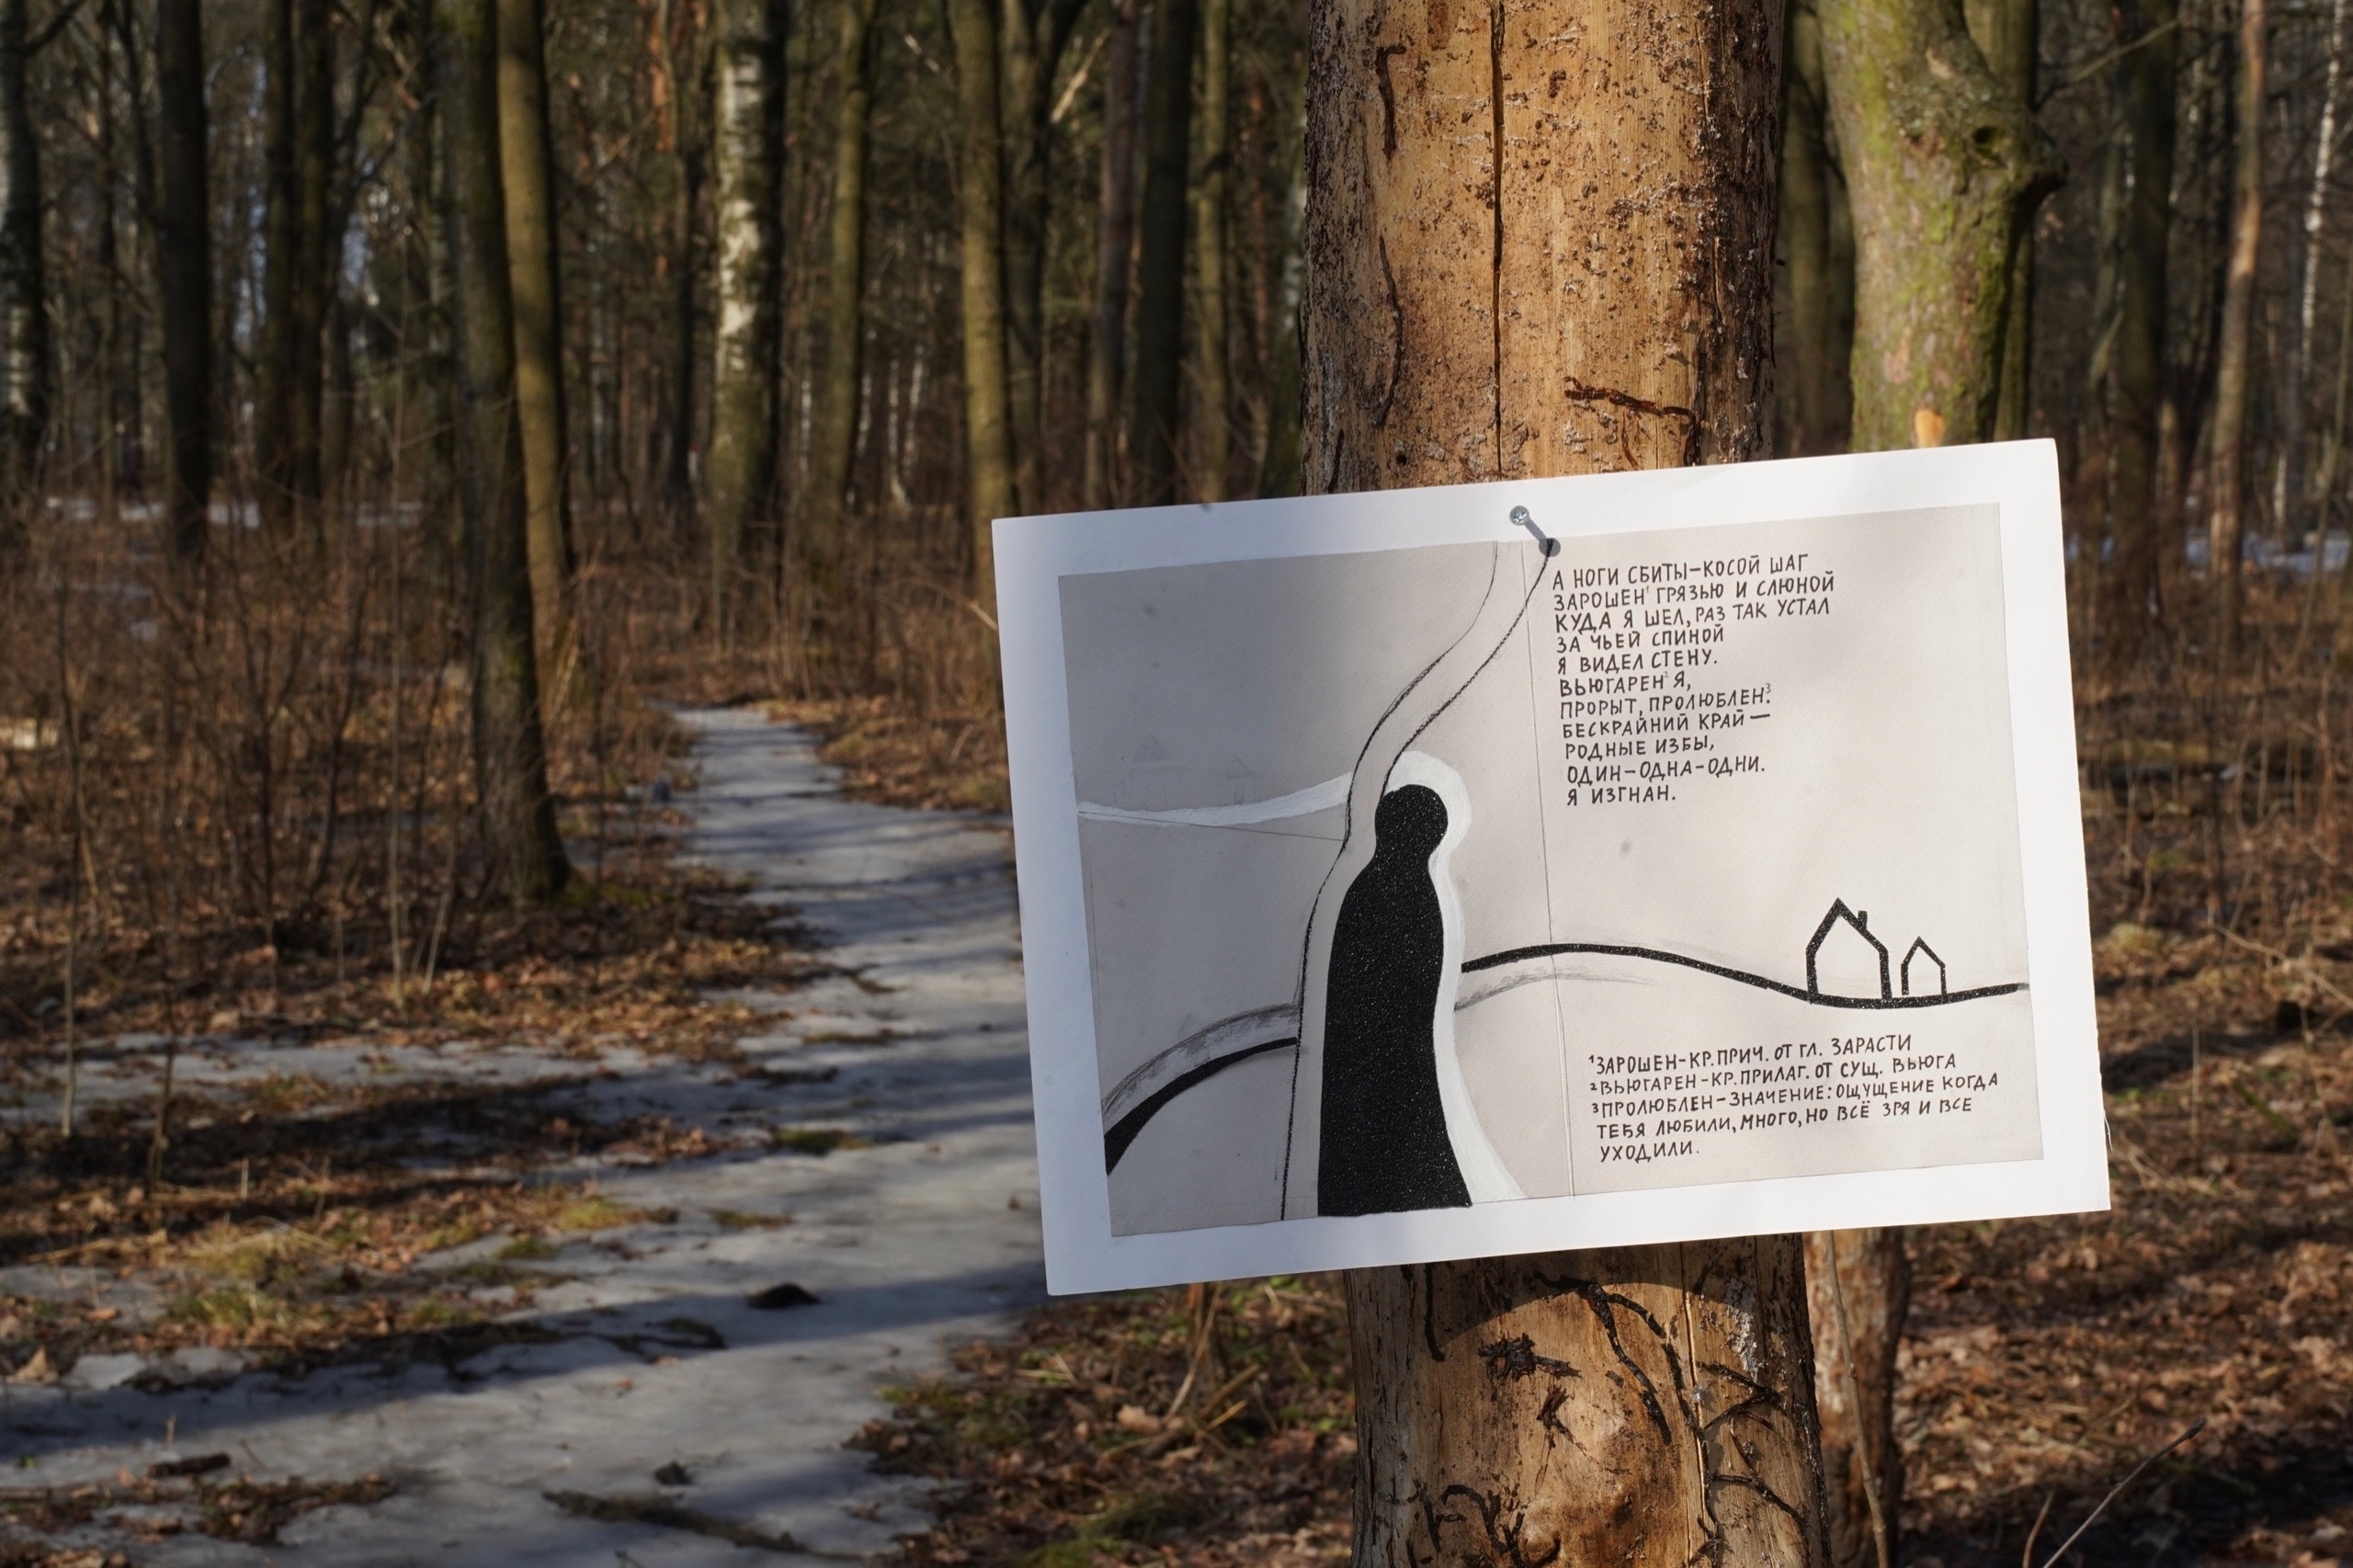 А НОГИ СБИТЫ-КОСОЙ ШАГ
ЗАРОШЕН¹ ГРЯЗЬЮ И СЛЮНОЙ
КУДА Я ШЕЛ, РАЗ ТАК УСТАЛ
ЗА ЧЬЕЙ СПИНОЙ
Я ВИДЕЛ СТЕНУ.
ВЬЮГАРЕН² Я,
ПРОРЫТ, ПРОЛЮБЛЕН³.
БЕСКРАЙНИЙ КРАЙ —
РОДНЫЕ ИЗБЫ,
ОДИН-ОДНА-ОДНИ.
Я ИЗГНАН.
¹ЗАРОШЕН-КР.ПРИЧ. ОТ ГЛ. ЗАРАСТИ
²ВЬЮГАРЕН-КР.ПРИЛАГ. ОТ СУЩ. ВЬЮГА
³ПРОЛЮБЛЕН-ЗНАЧЕНИЕ: ОЩУЩЕНИЕ КОГДА
ТЕБЯ ЛЮБИЛИ, МНОГО, НО ВСЁ ЗРЯ И ВСЕ
УХОДИЛИ.